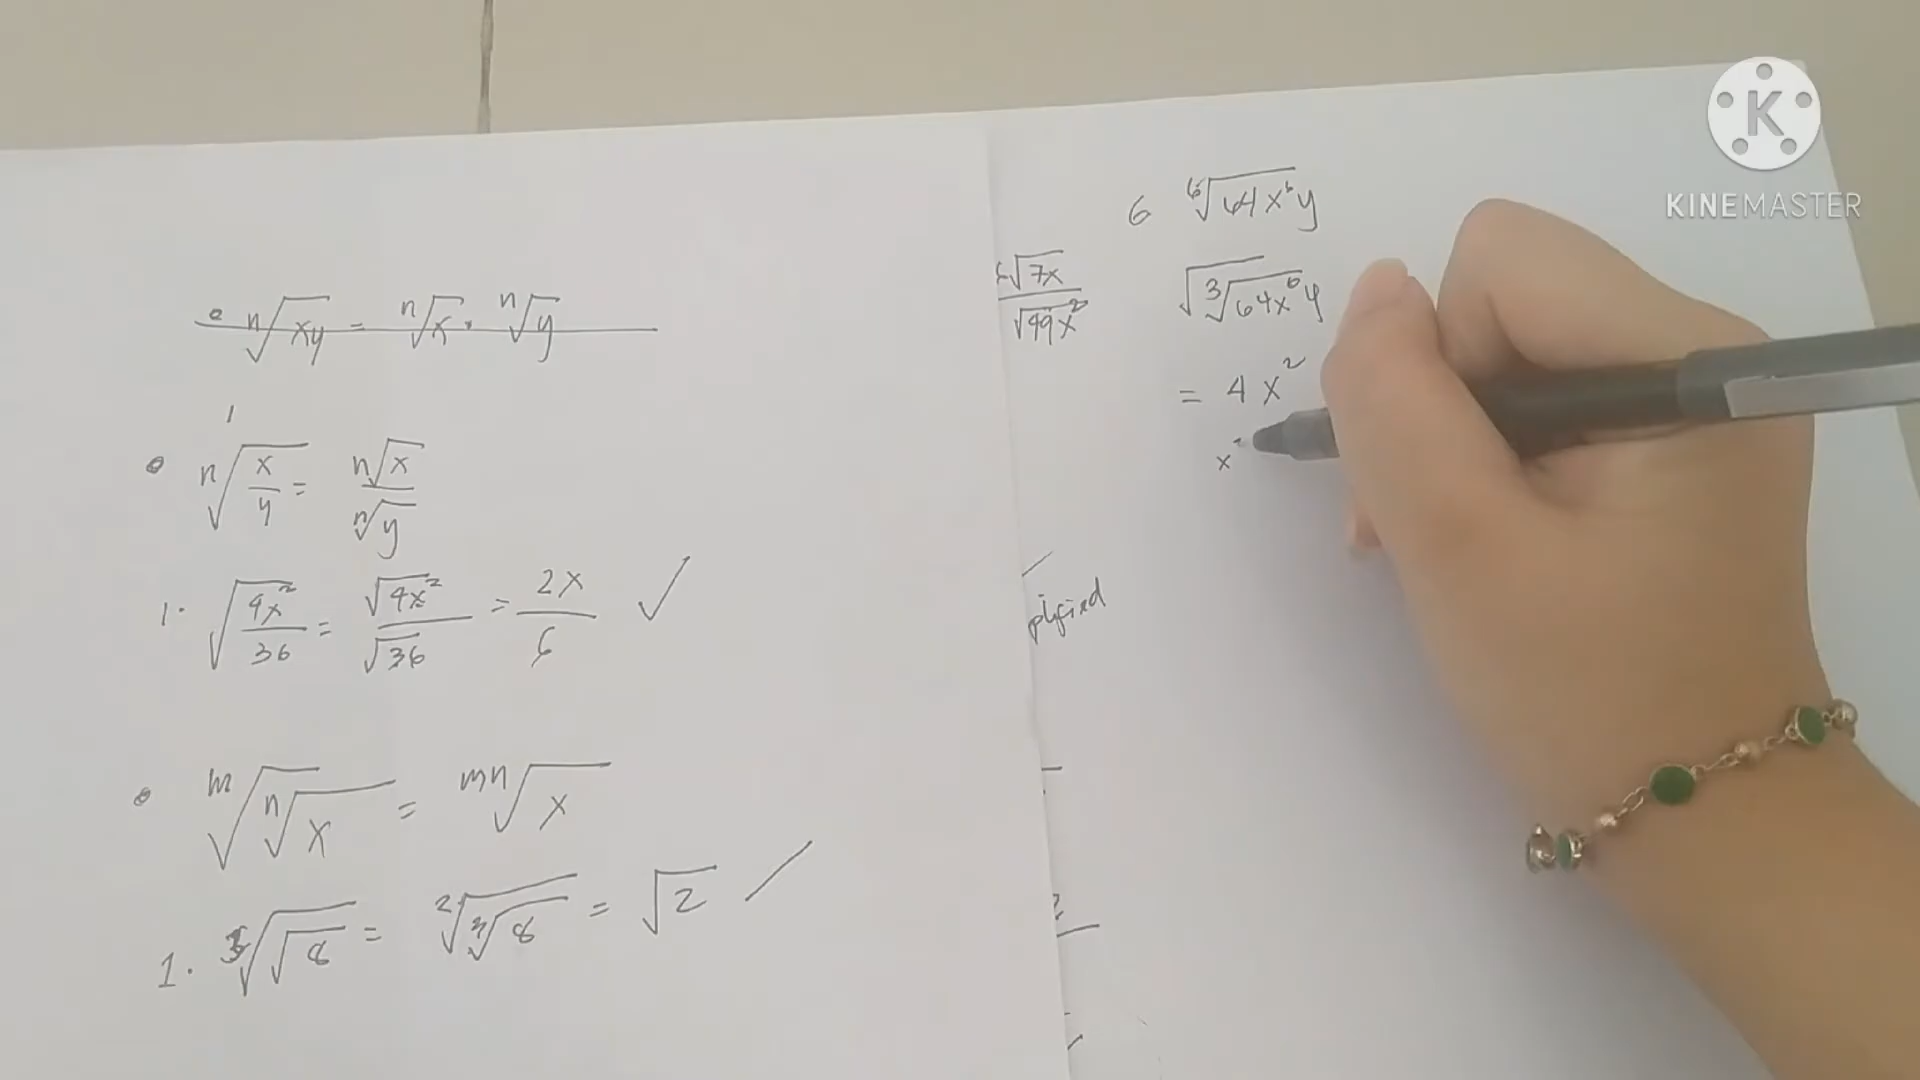 ⁿ√xy = ⁿ√x · ⁿ√y
ⁿ√(x/y) = ⁿ√x / ⁿ√y
1. √(4x²/36) = √4x² / √36 = 2x/6 ✓
ᵐ√ⁿ√x = ᵐⁿ√x
1. ³√√8 = ²√³√8 = √2
√7x / √49x²
plified
6 ⁶√64x⁶y
√³√64x⁶y
= 4x²
x²
K
KINEMASTER